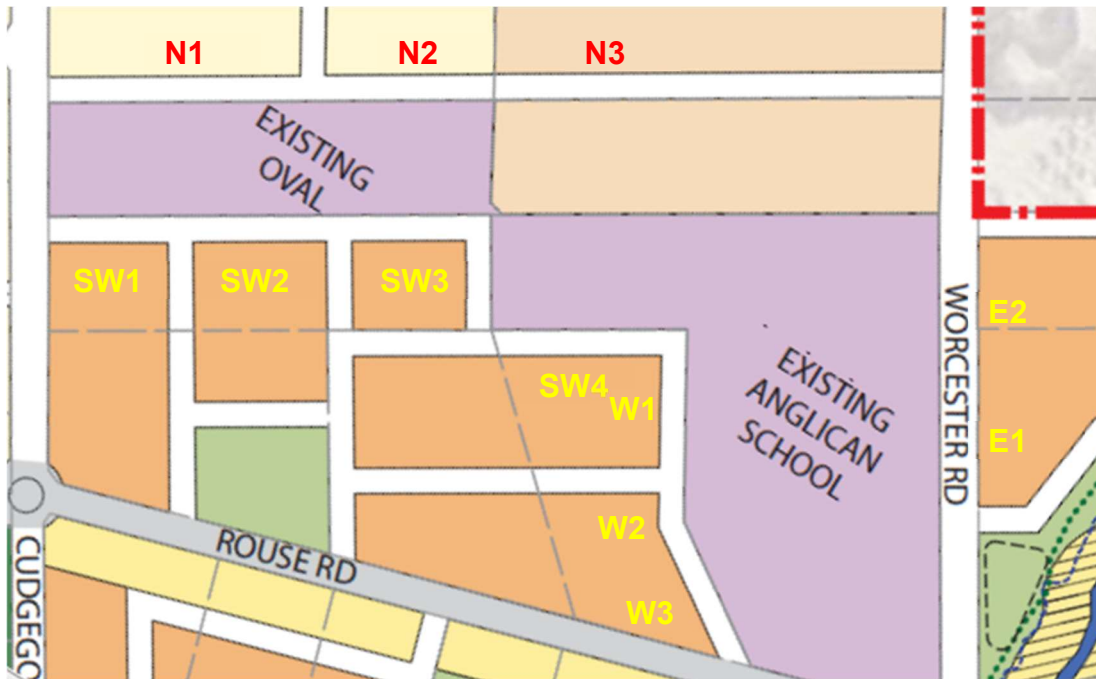 N1
N2
N3
EXISTING
OVAL
SW1
SW2
SW3
SW4
W1
W2
W3
E2
E1
EXISTING
ANGLICAN
SCHOOL
WORCESTER RD
ROUSE RD
CUDGEGO